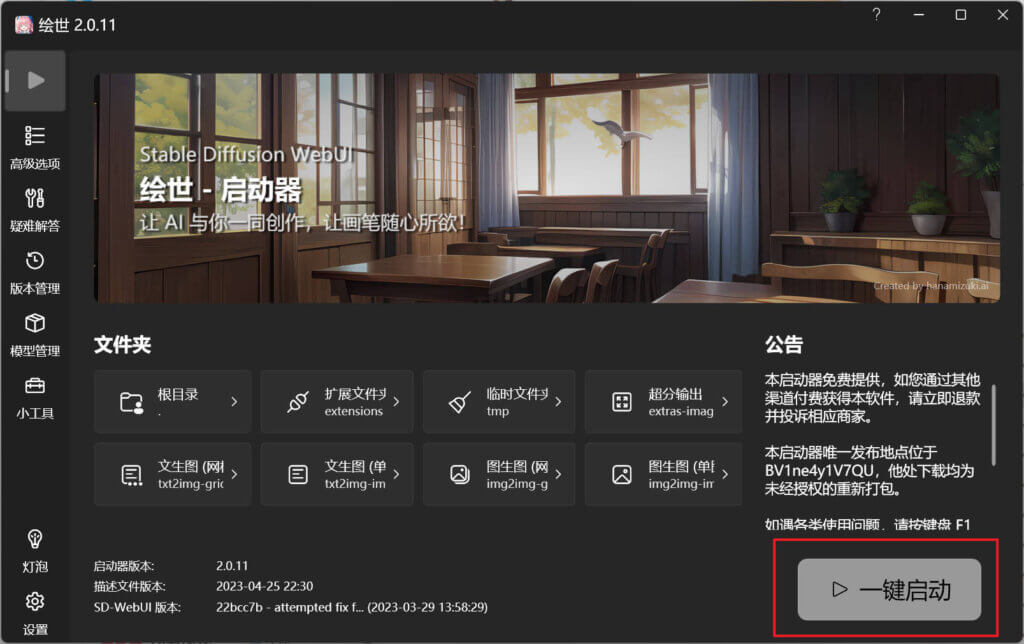 绘世 2.0.11
?
高级选项
疑难解答
版本管理
模型管理
小工具
灯泡
设置
Stable Diffusion WebUI
绘世 - 启动器
让 AI 与你一同创作，让画笔随心所欲！
Created by hanamizuki.ai
文件夹
根目录
.
扩展文件夹
extensions
临时文件夹
tmp
超分输出
extras-imag
文生图 (网格
txt2img-gric
文生图 (单
txt2img-im
图生图 (网
img2img-g
图生图 (单图
img2img-im
公告
本启动器免费提供，如您通过其他
渠道付费获得本软件，请立即退款
并投诉相应商家。
本启动器唯一发布地点位于
BV1ne4y1V7QU，他处下载均为
未经授权的重新打包。
如遇各类使用问题，请按键盘 F1
启动器版本: 2.0.11
描述文件版本: 2023-04-25 22:30
SD-WebUI 版本: 22bcc7b - attempted fix f... (2023-03-29 13:58:29)
一键启动